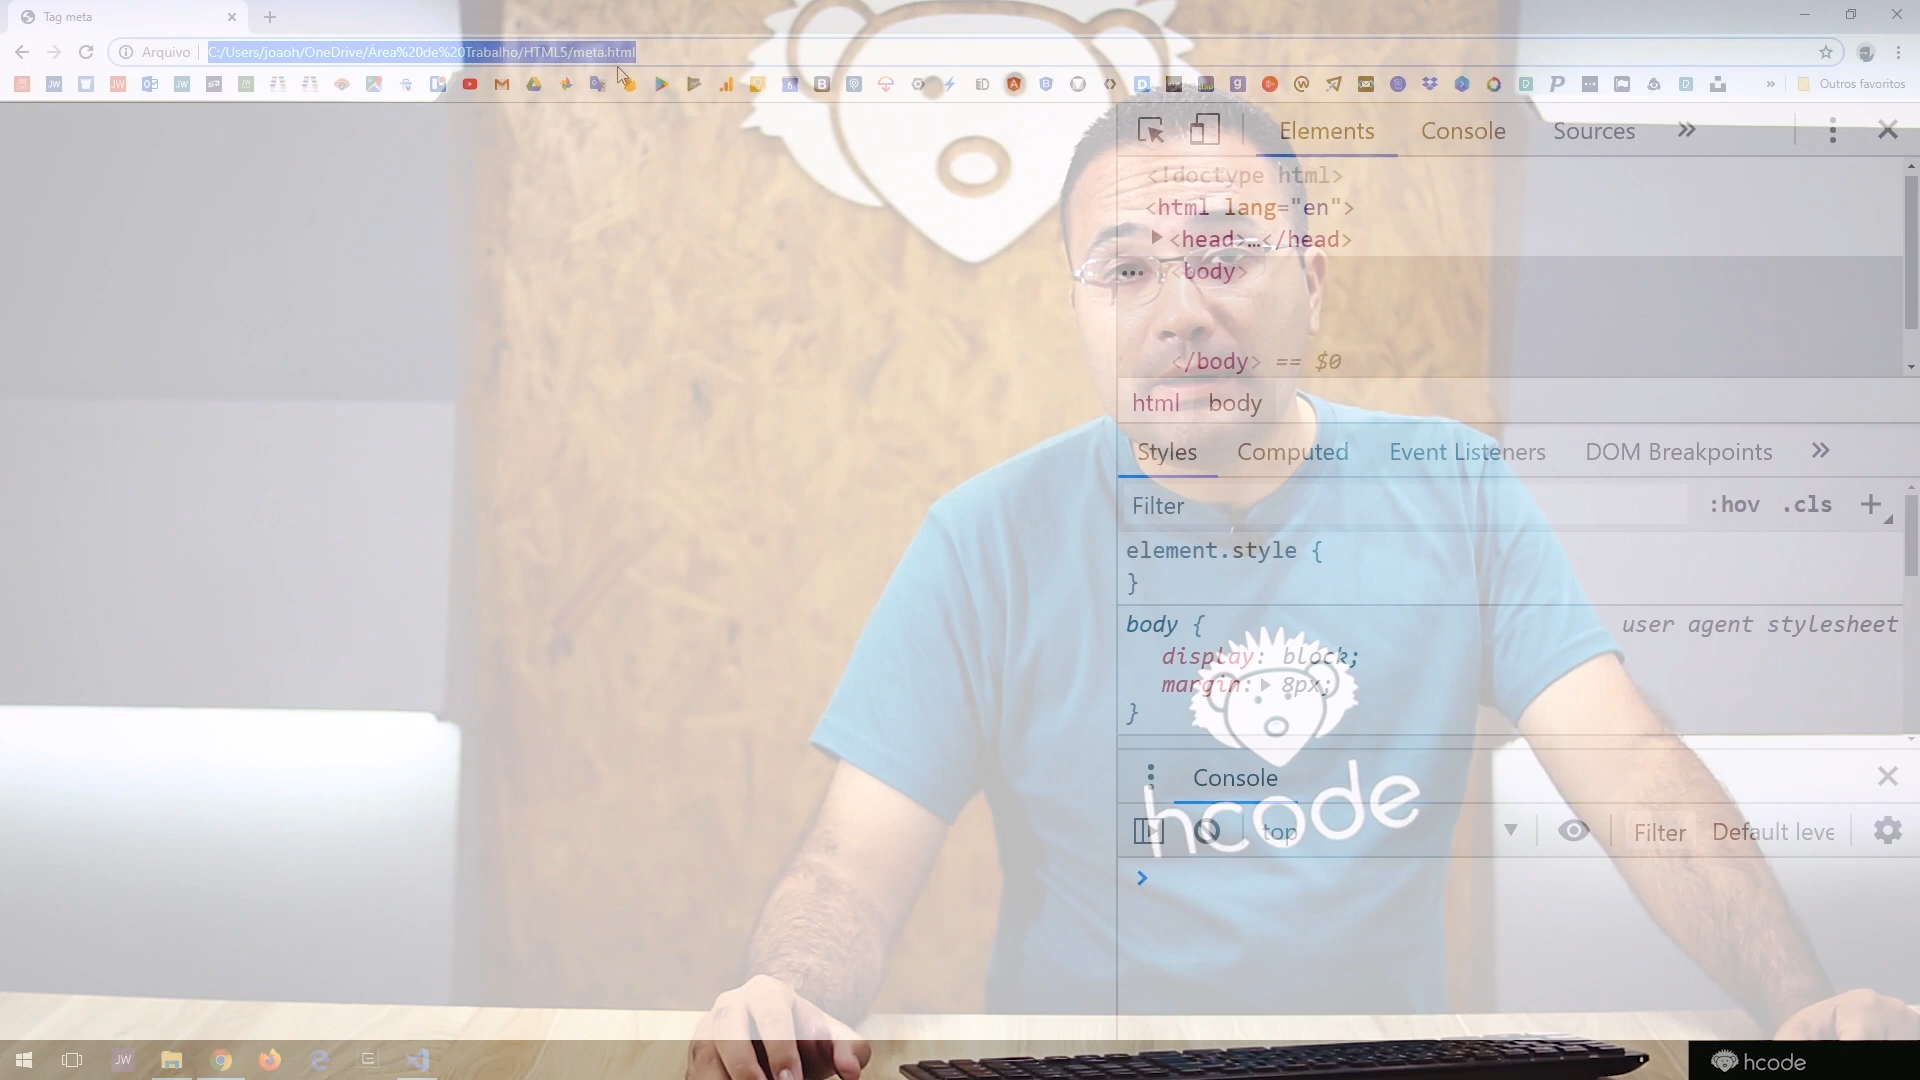 Tag meta
Arquivo C:/Users/joaoh/OneDrive/Área%20de%20Trabalho/HTML5/meta.html
Outros favoritos
Elements Console Sources
<!doctype html>
<html lang="en">
<head>…</head>
<body>
</body> == $0
html body
Styles Computed Event Listeners DOM Breakpoints
Filter :hov .cls
element.style {
}
body { user agent stylesheet
display: block;
margin: 8px;
}
Console
top Filter Default leve
hcode
JW
hcode